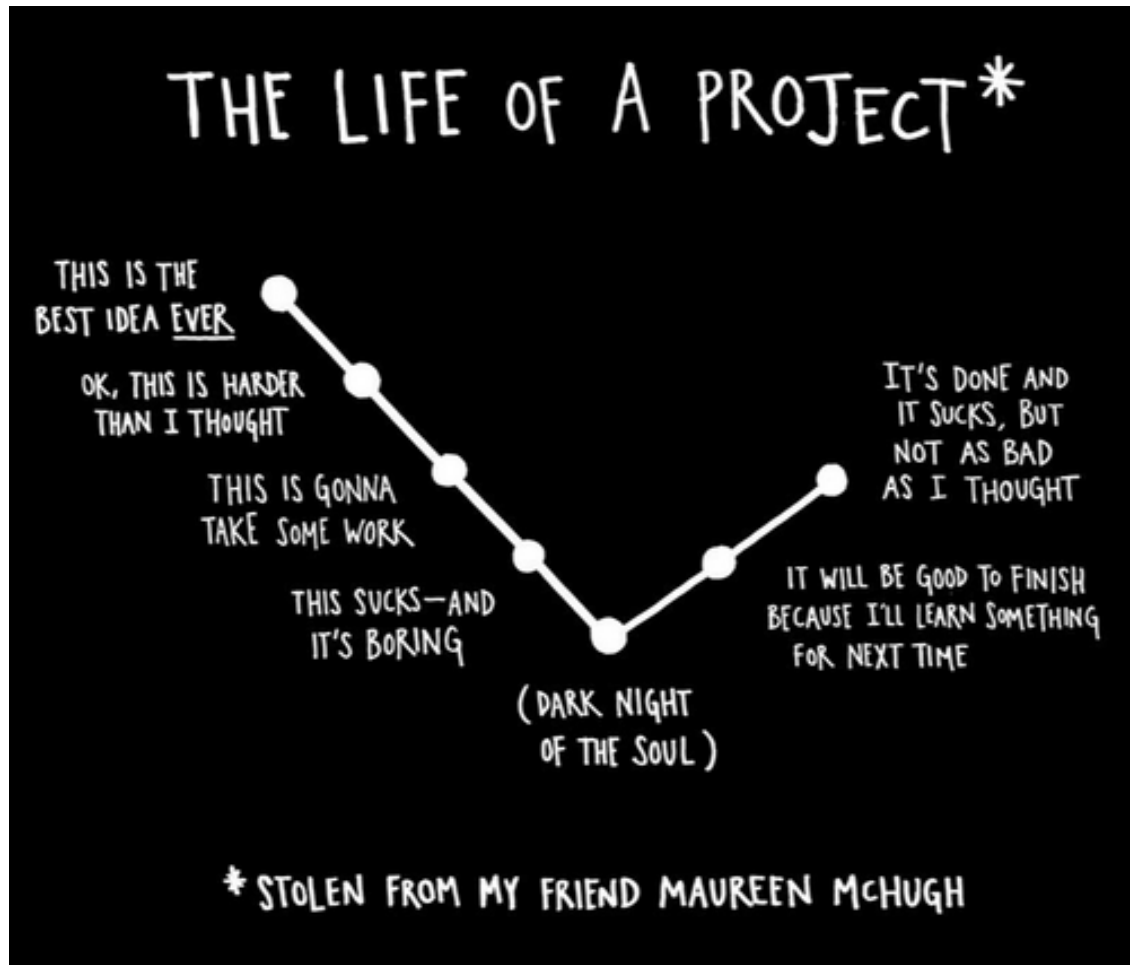 THE LIFE OF A PROJECT*
THIS IS THE
BEST IDEA EVER
OK, THIS IS HARDER
THAN I THOUGHT
THIS IS GONNA
TAKE SOME WORK
THIS SUCKS—AND
IT'S BORING
(DARK NIGHT
OF THE SOUL)
IT WILL BE GOOD TO FINISH
BECAUSE I'LL LEARN SOMETHING
FOR NEXT TIME
IT'S DONE AND
IT SUCKS, BUT
NOT AS BAD
AS I THOUGHT
*STOLEN FROM MY FRIEND MAUREEN MCHUGH